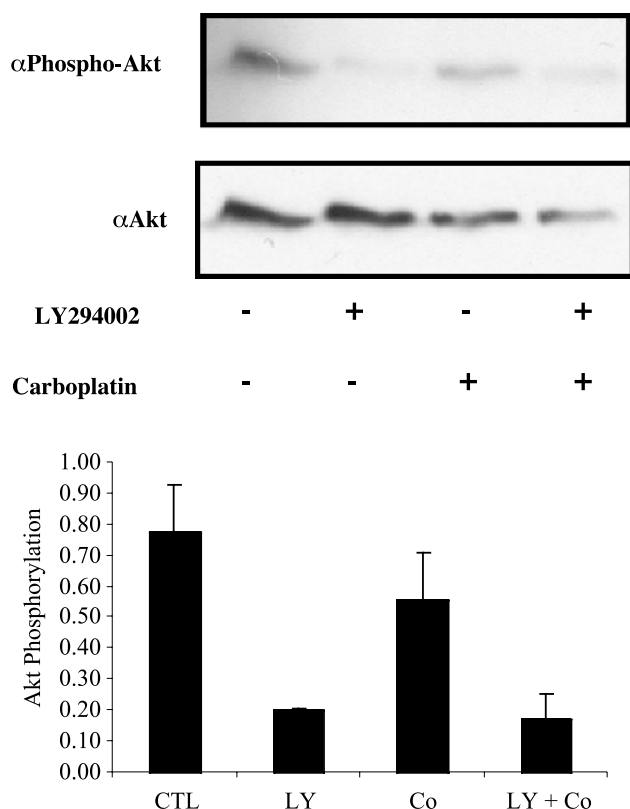 αPhospho-Akt
αAkt
LY294002 - + - +
Carboplatin - - + +
1.00
0.90
0.80
0.70
0.60
0.50
0.40
0.30
0.20
0.10
0.00
Akt Phosphorylation
CTL LY Co LY + Co